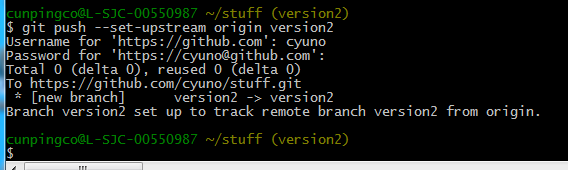 cunpingco@L-SJC-00550987 ~/stuff (version2)
$ git push --set-upstream origin version2
Username for 'https://github.com': cyuno
Password for 'https://cyuno@github.com':
Total 0 (delta 0), reused 0 (delta 0)
To https://github.com/cyuno/stuff.git
 * [new branch]      version2 -> version2
Branch version2 set up to track remote branch version2 from origin.

cunpingco@L-SJC-00550987 ~/stuff (version2)
$